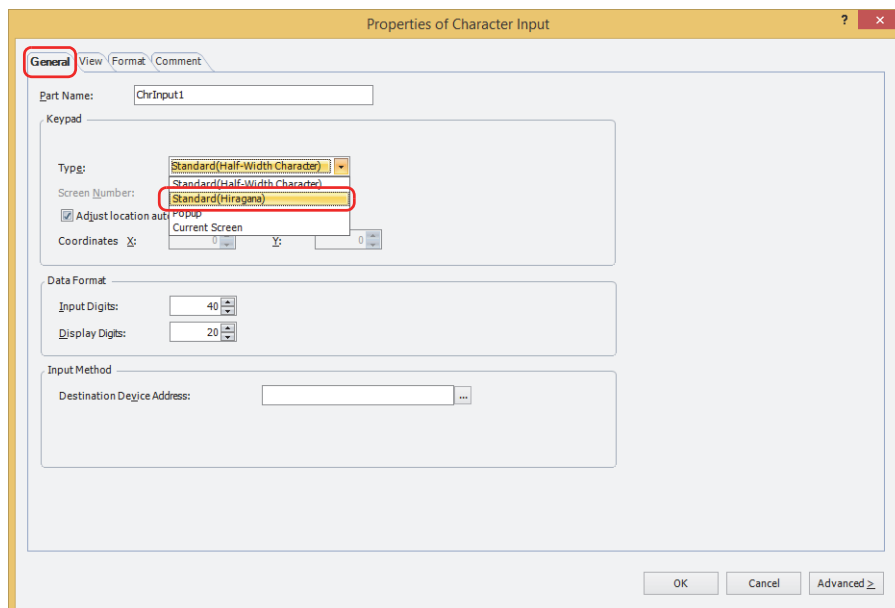 Properties of Character Input
? ×
General View Format Comment
Part Name: ChrInput1
Keypad
Type: Standard(Half-Width Character)
Standard(Half-Width Character)
Screen Number:
Standard(Hiragana)
Adjust location aut
Popup
Current Screen
Coordinates X: 0 Y: 0
Data Format
Input Digits: 40
Display Digits: 20
Input Method
Destination Device Address: ...
OK Cancel Advanced >